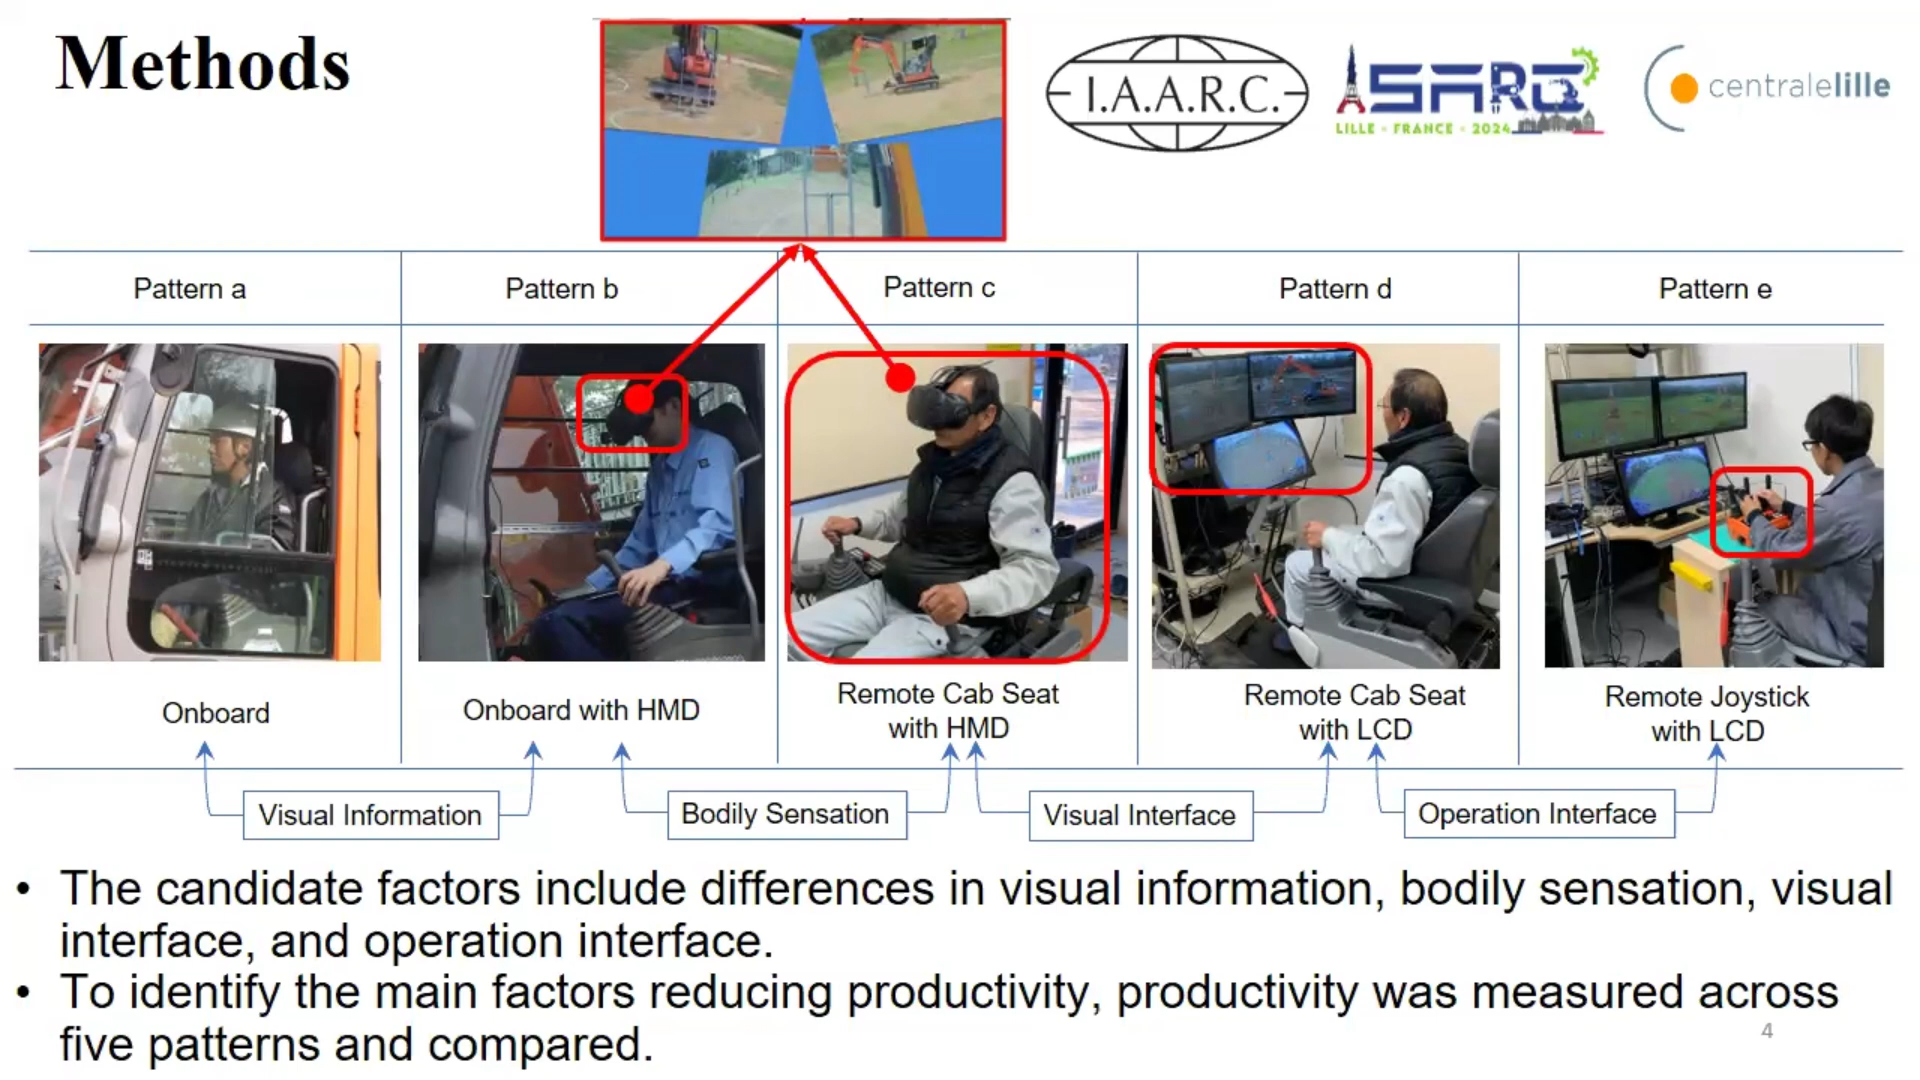 Methods
I.A.A.R.C.
ISARC
LILLE - FRANCE - 2024
centralelille
Pattern a
Pattern b
Pattern c
Pattern d
Pattern e
Onboard
Onboard with HMD
Remote Cab Seat
with HMD
Remote Cab Seat
with LCD
Remote Joystick
with LCD
Visual Information
Bodily Sensation
Visual Interface
Operation Interface
• The candidate factors include differences in visual information, bodily sensation, visual
interface, and operation interface.
• To identify the main factors reducing productivity, productivity was measured across
five patterns and compared.
4